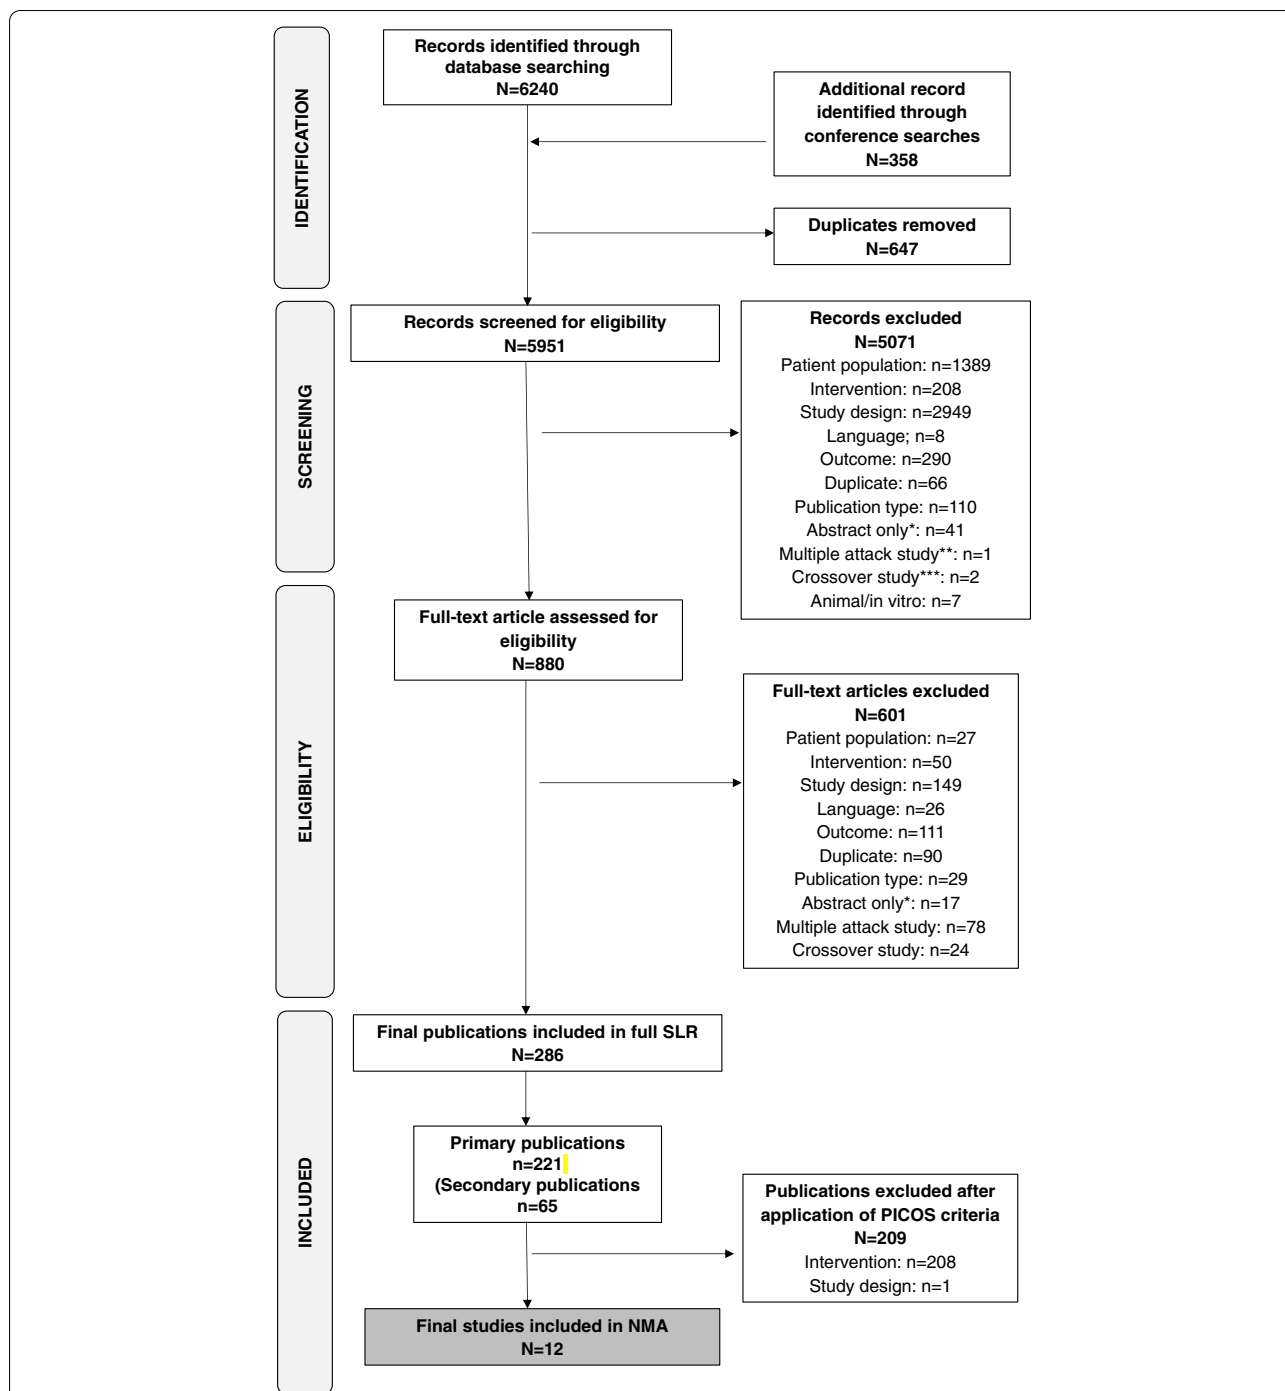 IDENTIFICATION
Records identified through
database searching
N=6240
Additional record
identified through
conference searches
N=358
Duplicates removed
N=647
SCREENING
Records screened for eligibility
N=5951
Records excluded
N=5071
Patient population: n=1389
Intervention: n=208
Study design: n=2949
Language; n=8
Outcome: n=290
Duplicate: n=66
Publication type: n=110
Abstract only*: n=41
Multiple attack study**: n=1
Crossover study***: n=2
Animal/in vitro: n=7
ELIGIBILITY
Full-text article assessed for
eligibility
N=880
Full-text articles excluded
N=601
Patient population: n=27
Intervention: n=50
Study design: n=149
Language: n=26
Outcome: n=111
Duplicate: n=90
Publication type: n=29
Abstract only*: n=17
Multiple attack study: n=78
Crossover study: n=24
INCLUDED
Final publications included in full SLR
N=286
Primary publications
n=221
(Secondary publications
n=65
Publications excluded after
application of PICOS criteria
N=209
Intervention: n=208
Study design: n=1
Final studies included in NMA
N=12